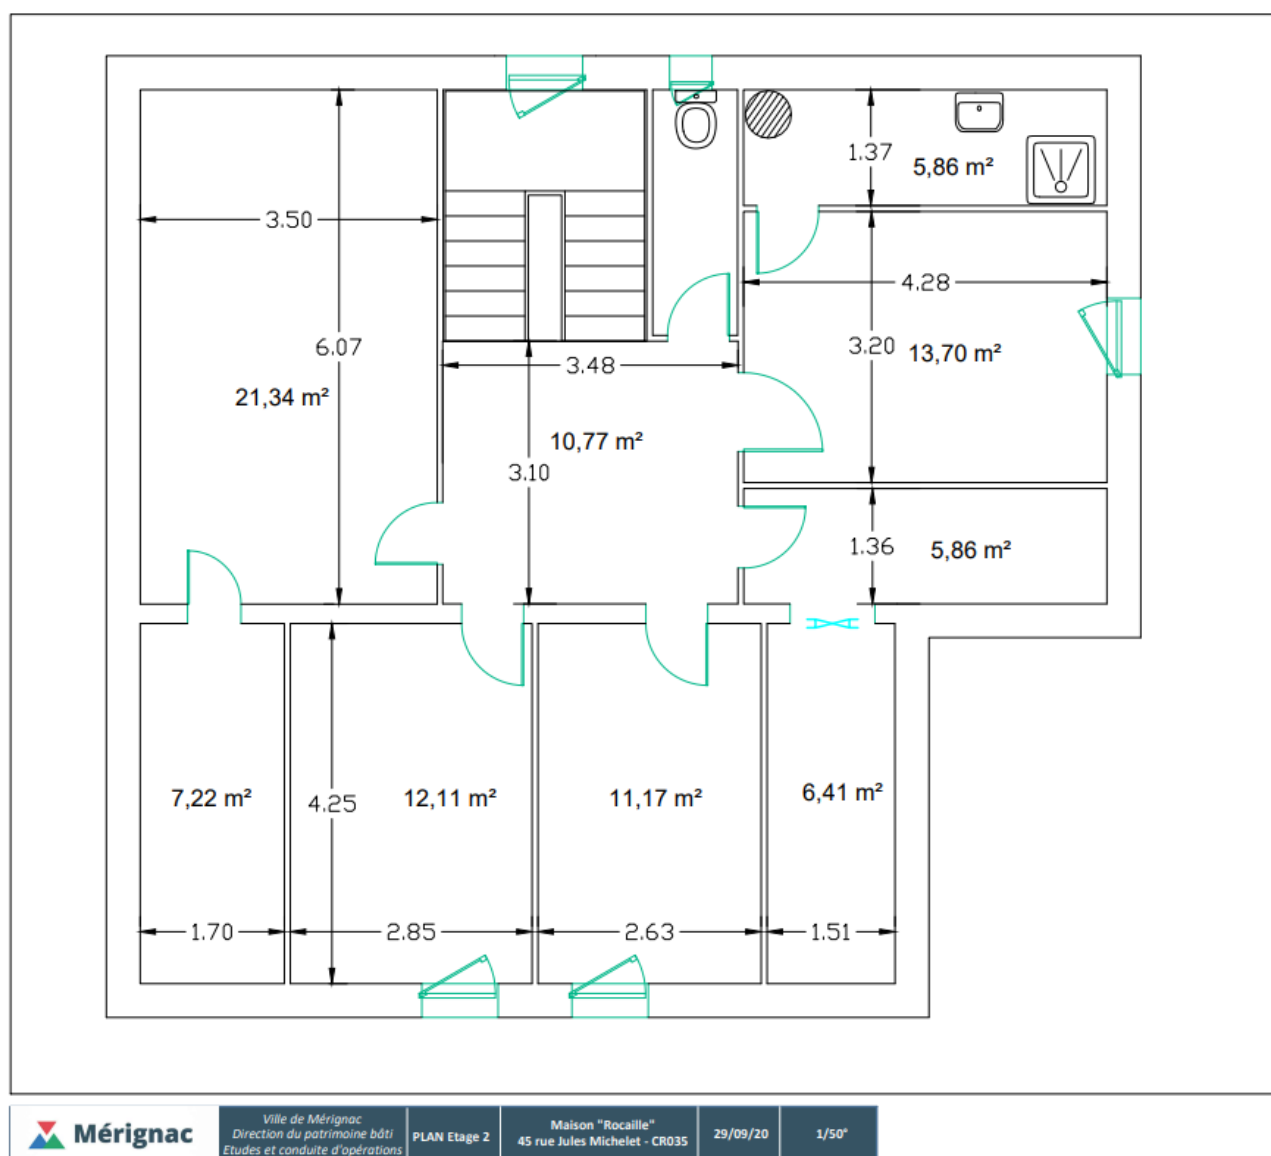 1.37
5,86 m²
3.50
4.28
6.07
3.20
13,70 m²
3.48
21,34 m²
10,77 m²
3.10
1.36
5,86 m²
7,22 m²
4.25
12,11 m²
11,17 m²
6,41 m²
1.70
2.85
2.63
1.51
Mérignac
Ville de Mérignac
Direction du patrimoine bâti
Etudes et conduite d'opérations
PLAN Etage 2
Maison "Rocaille"
45 rue Jules Michelet - CR035
29/09/20
1/50°